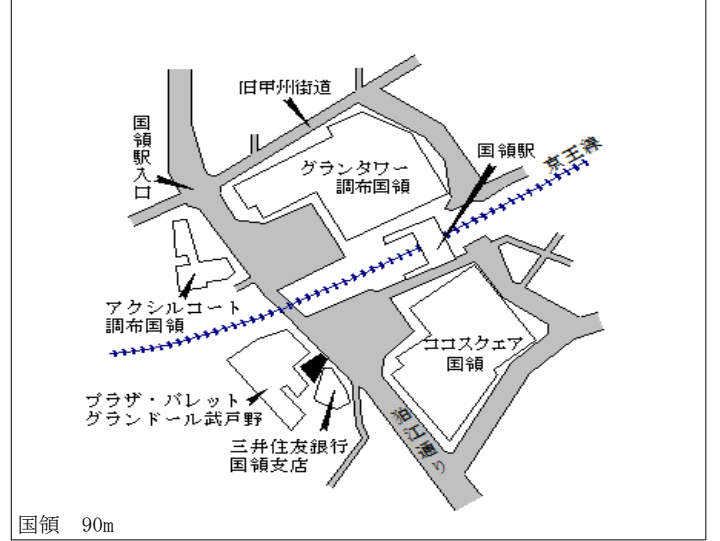 旧甲州街道
国領駅入口
国領駅
京王線
グランタワー
調布国領
アクシルコート
調布国領
ココスクェア
国領
プラザ・パレット
グランドール武戸野
三井住友銀行
国領支店
狛江通り
国領　90m